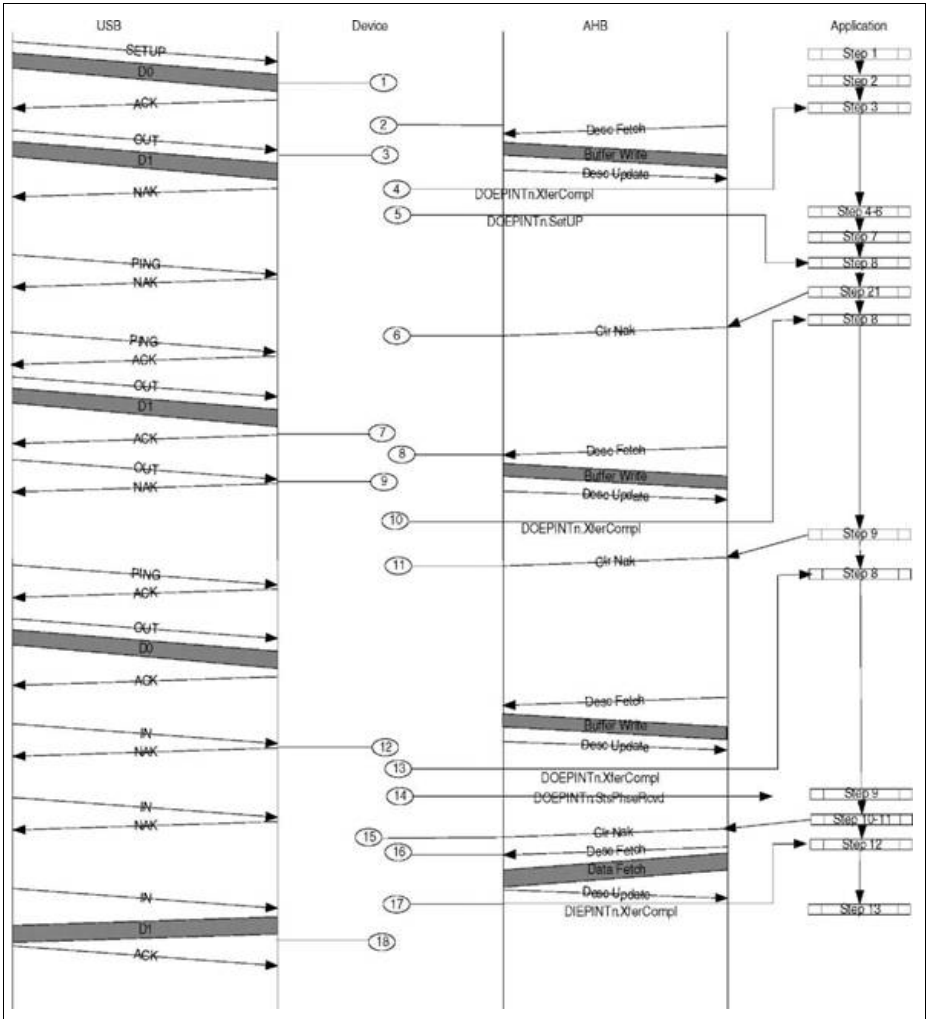 USB Device AHB Application
SETUP
Step 1
D0
1
Step 2
ACK
Step 3
2
Desc Fetch
OUT
3
Buffer Write
D1
Desc Update
NAK
4
DOEPINTn.XferCompl
5
Step 4-6
DOEPINTn.SetUP
Step 7
PING
Step 8
NAK
Step 21
Step 8
6
Clr Nak
PING
ACK
OUT
D1
7
ACK
8
Desc Fetch
OUT
9
Buffer Write
NAK
Desc Update
10
DOEPINTn.XferCompl
Step 9
11
Clr Nak
PING
Step 8
ACK
OUT
D0
ACK
Desc Fetch
IN
Buffer Write
NAK
12
Desc Update
13
DOEPINTn.XferCompl
14
DOEPINTn.StsPhseRcvd
Step 9
IN
Step 10-11
NAK
15
Clr Nak
16
Desc Fetch
Step 12
Data Fetch
IN
Desc Update
17
DIEPINTn.XferCompl
Step 13
D1
18
ACK